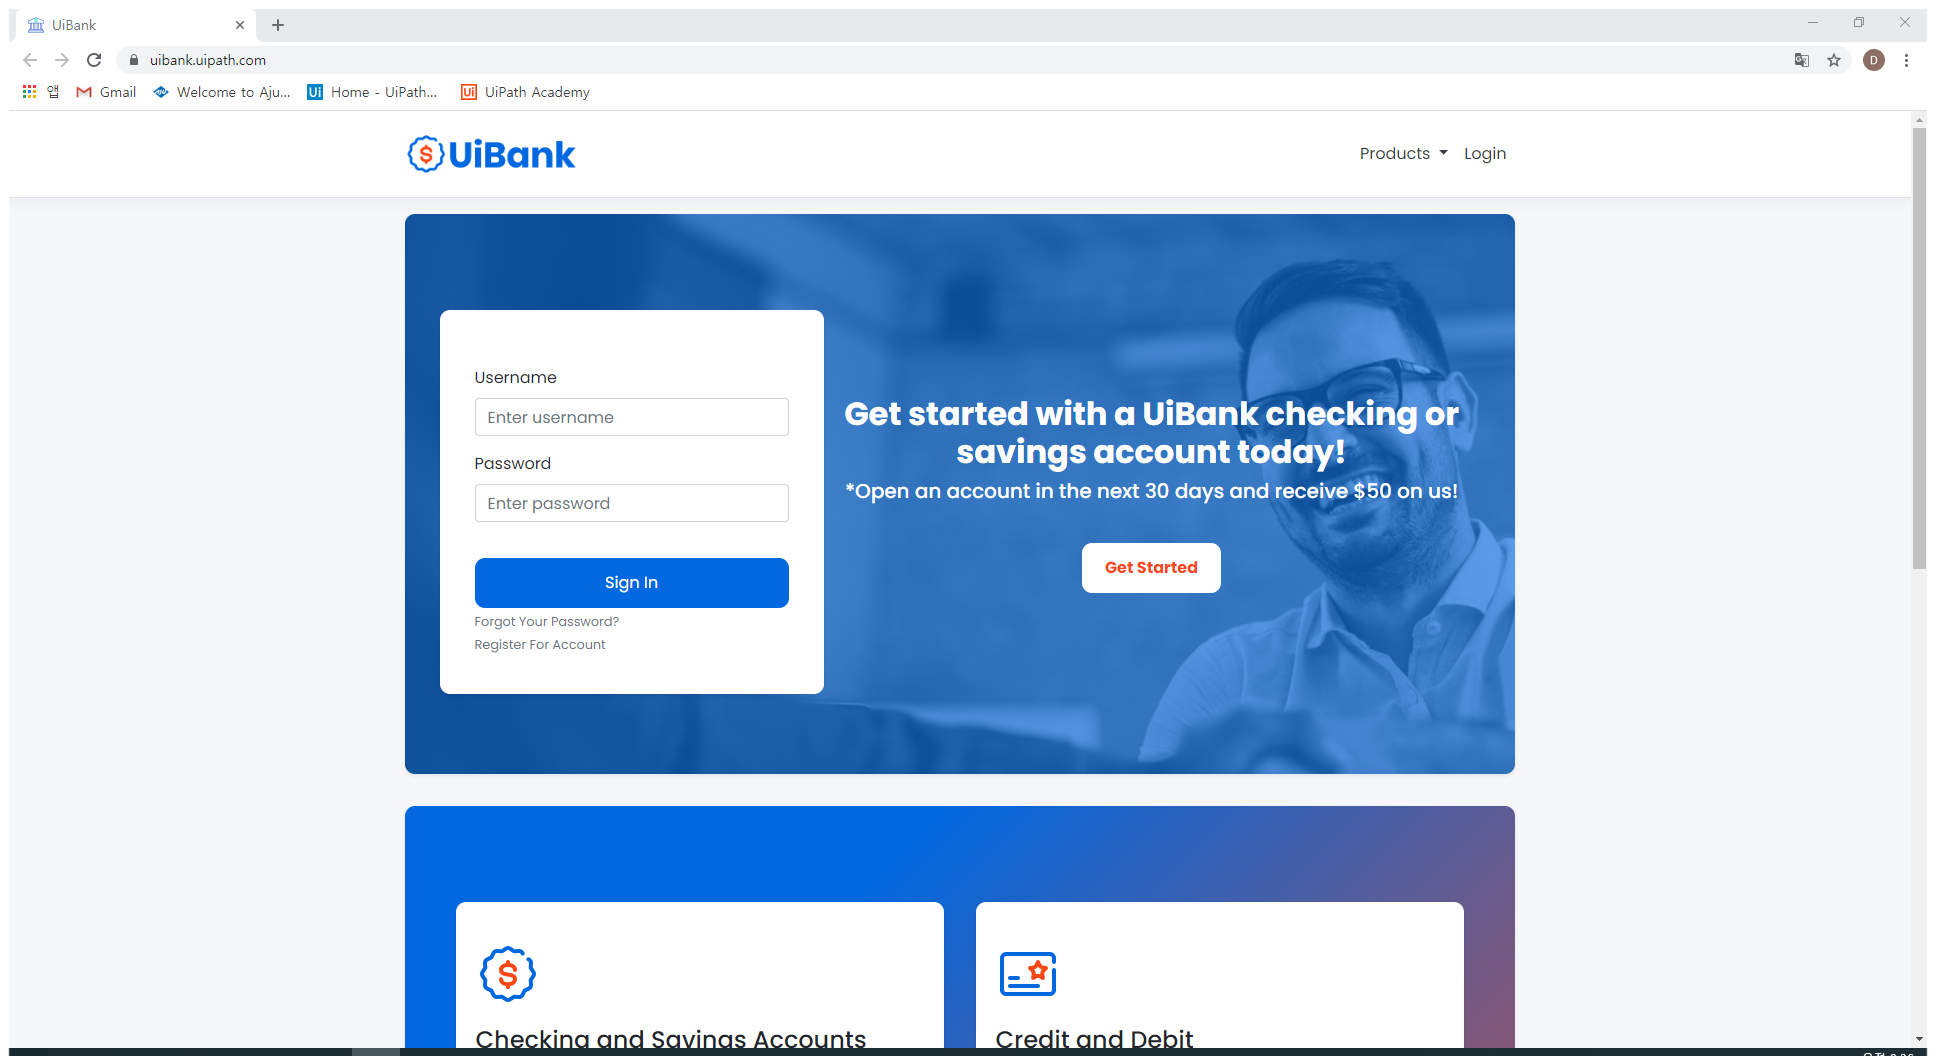 UiBank
uibank.uipath.com
D
앱
Gmail
Welcome to Aju...
Ui
Home - UiPath...
Ui
UiPath Academy
$ UiBank
Products
Login
Username
Enter username
Password
Enter password
Sign In
Forgot Your Password?
Register For Account
Get started with a UiBank checking or
savings account today!
*Open an account in the next 30 days and receive $50 on us!
Get Started
$
Checking and Savings Accounts
Credit and Debit